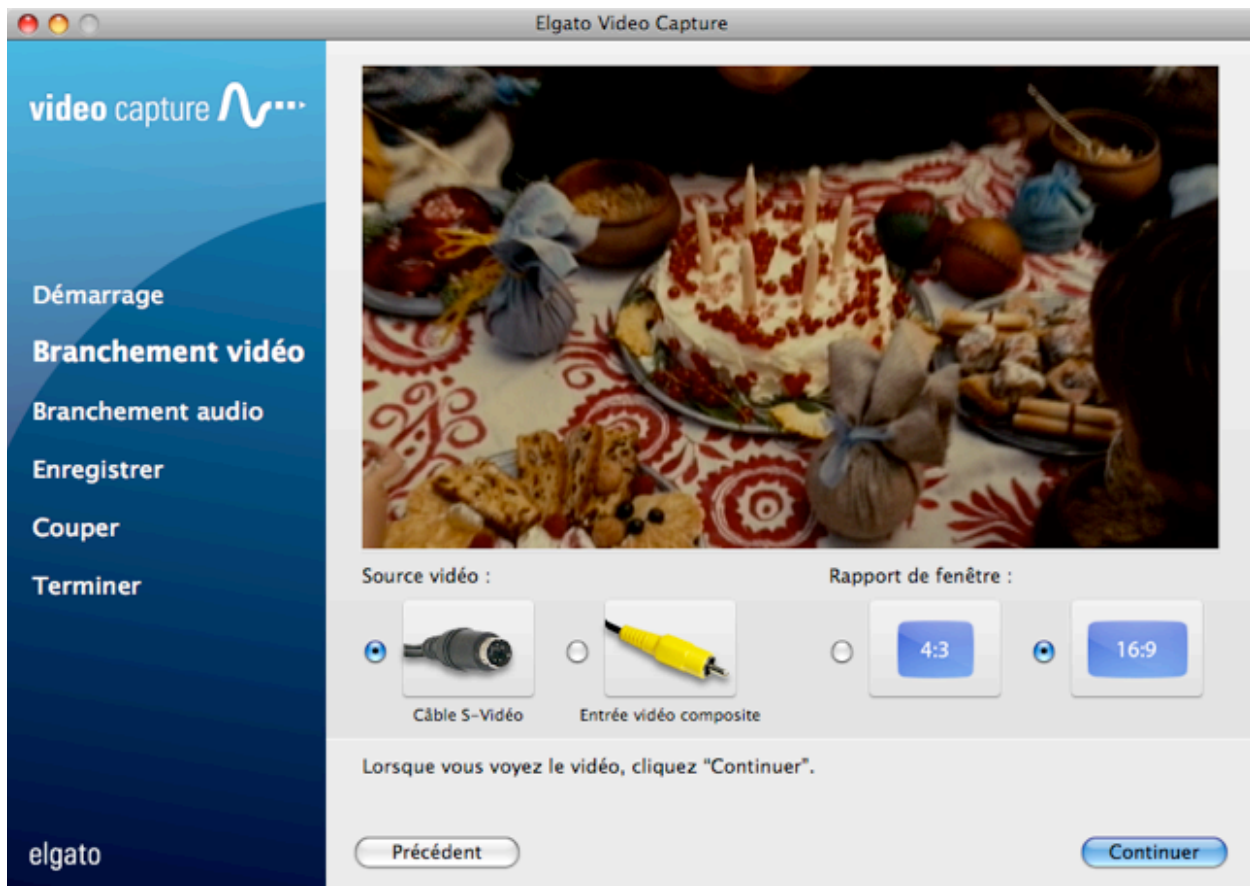 Elgato Video Capture
video capture
Démarrage
Branchement vidéo
Branchement audio
Enregistrer
Couper
Terminer
Source vidéo :
Rapport de fenêtre :
4:3
16:9
Câble S-Vidéo
Entrée vidéo composite
Lorsque vous voyez le vidéo, cliquez “Continuer”.
elgato
Précédent
Continuer